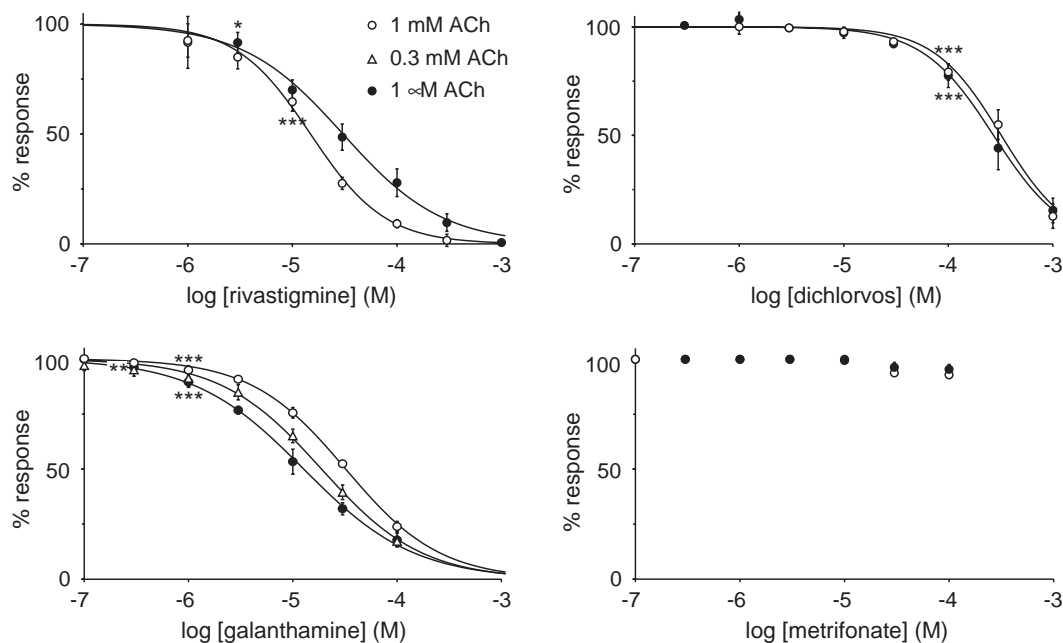 100
50
0
% response
*
***
1 mM ACh
0.3 mM ACh
1 ∝M ACh
-7 -6 -5 -4 -3
log [rivastigmine] (M)
100
50
0
% response
***
***
-7 -6 -5 -4 -3
log [dichlorvos] (M)
100
50
0
% response
***
**
***
-7 -6 -5 -4 -3
log [galanthamine] (M)
100
50
0
% response
-7 -6 -5 -4 -3
log [metrifonate] (M)